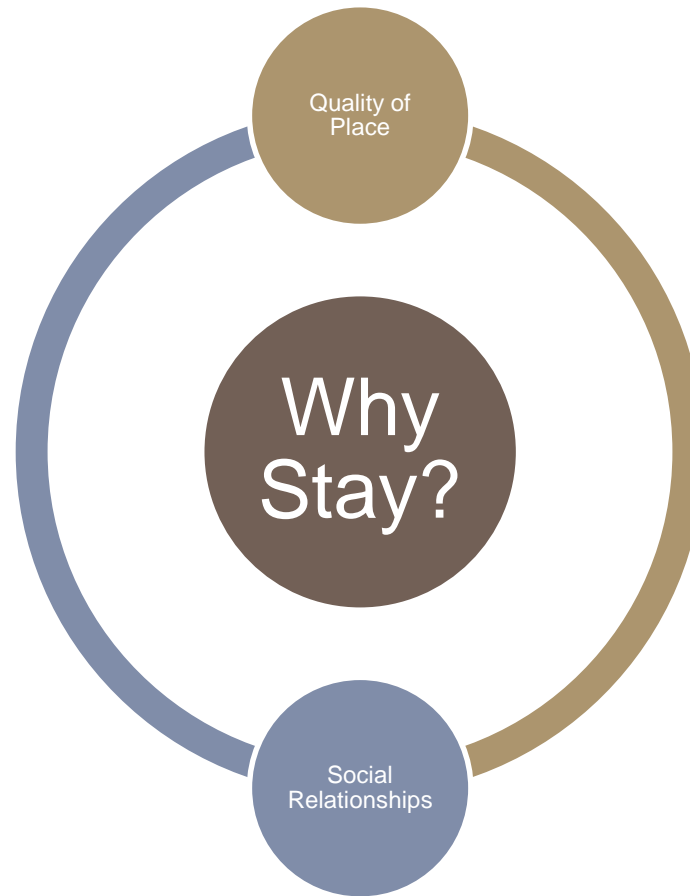 Quality of
Place
Why
Stay?
Social
Relationships